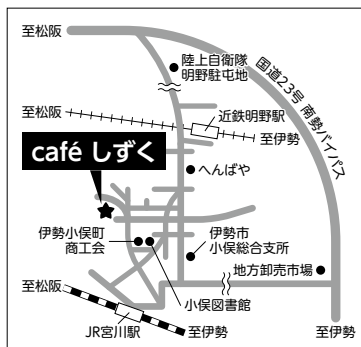 至松阪
陸上自衛隊
明野駐屯地
国道23号 南勢バイパス
至松阪
近鉄明野駅
至伊勢
café しずく
へんばや
伊勢小俣町
商工会
伊勢市
小俣総合支所
地方卸売市場
小俣図書館
至松阪
JR宮川駅
至伊勢
至伊勢